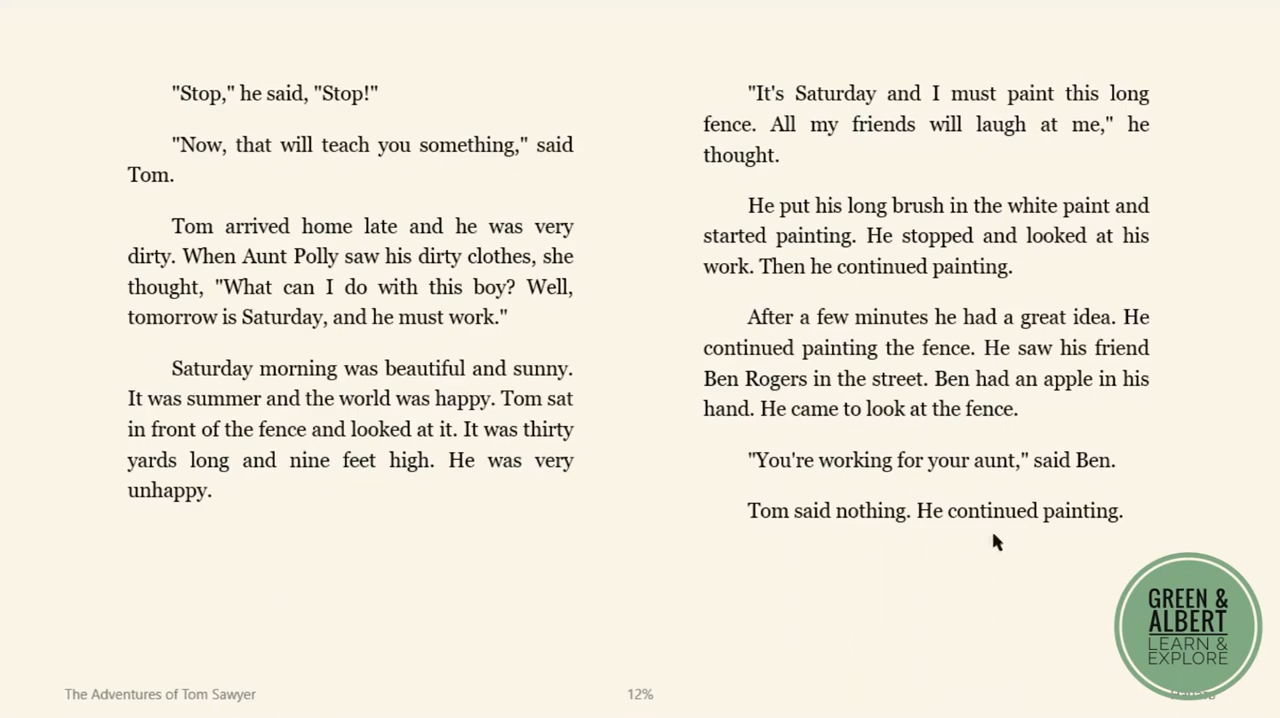 "Stop," he said, "Stop!"
"Now, that will teach you something," said
Tom.
Tom arrived home late and he was very
dirty. When Aunt Polly saw his dirty clothes, she
thought, "What can I do with this boy? Well,
tomorrow is Saturday, and he must work."
Saturday morning was beautiful and sunny.
It was summer and the world was happy. Tom sat
in front of the fence and looked at it. It was thirty
yards long and nine feet high. He was very
unhappy.
"It's Saturday and I must paint this long
fence. All my friends will laugh at me," he
thought.
He put his long brush in the white paint and
started painting. He stopped and looked at his
work. Then he continued painting.
After a few minutes he had a great idea. He
continued painting the fence. He saw his friend
Ben Rogers in the street. Ben had an apple in his
hand. He came to look at the fence.
"You're working for your aunt," said Ben.
Tom said nothing. He continued painting.
GREEN &
ALBERT
LEARN &
EXPLORE
The Adventures of Tom Sawyer
12%